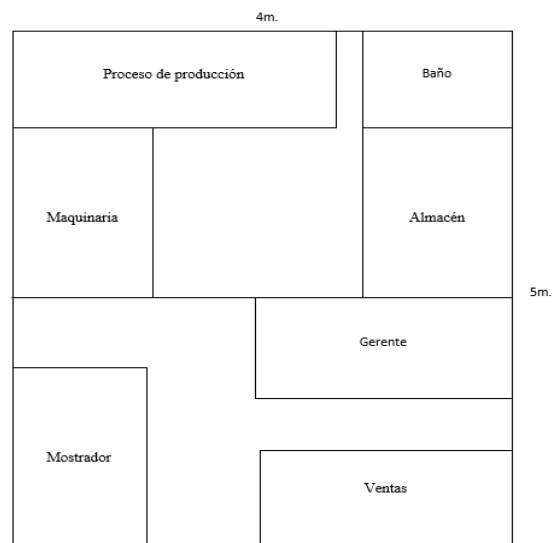 4m.
Proceso de producción
Baño
Maquinaria
Almacén
5m.
Gerente
Mostrador
Ventas